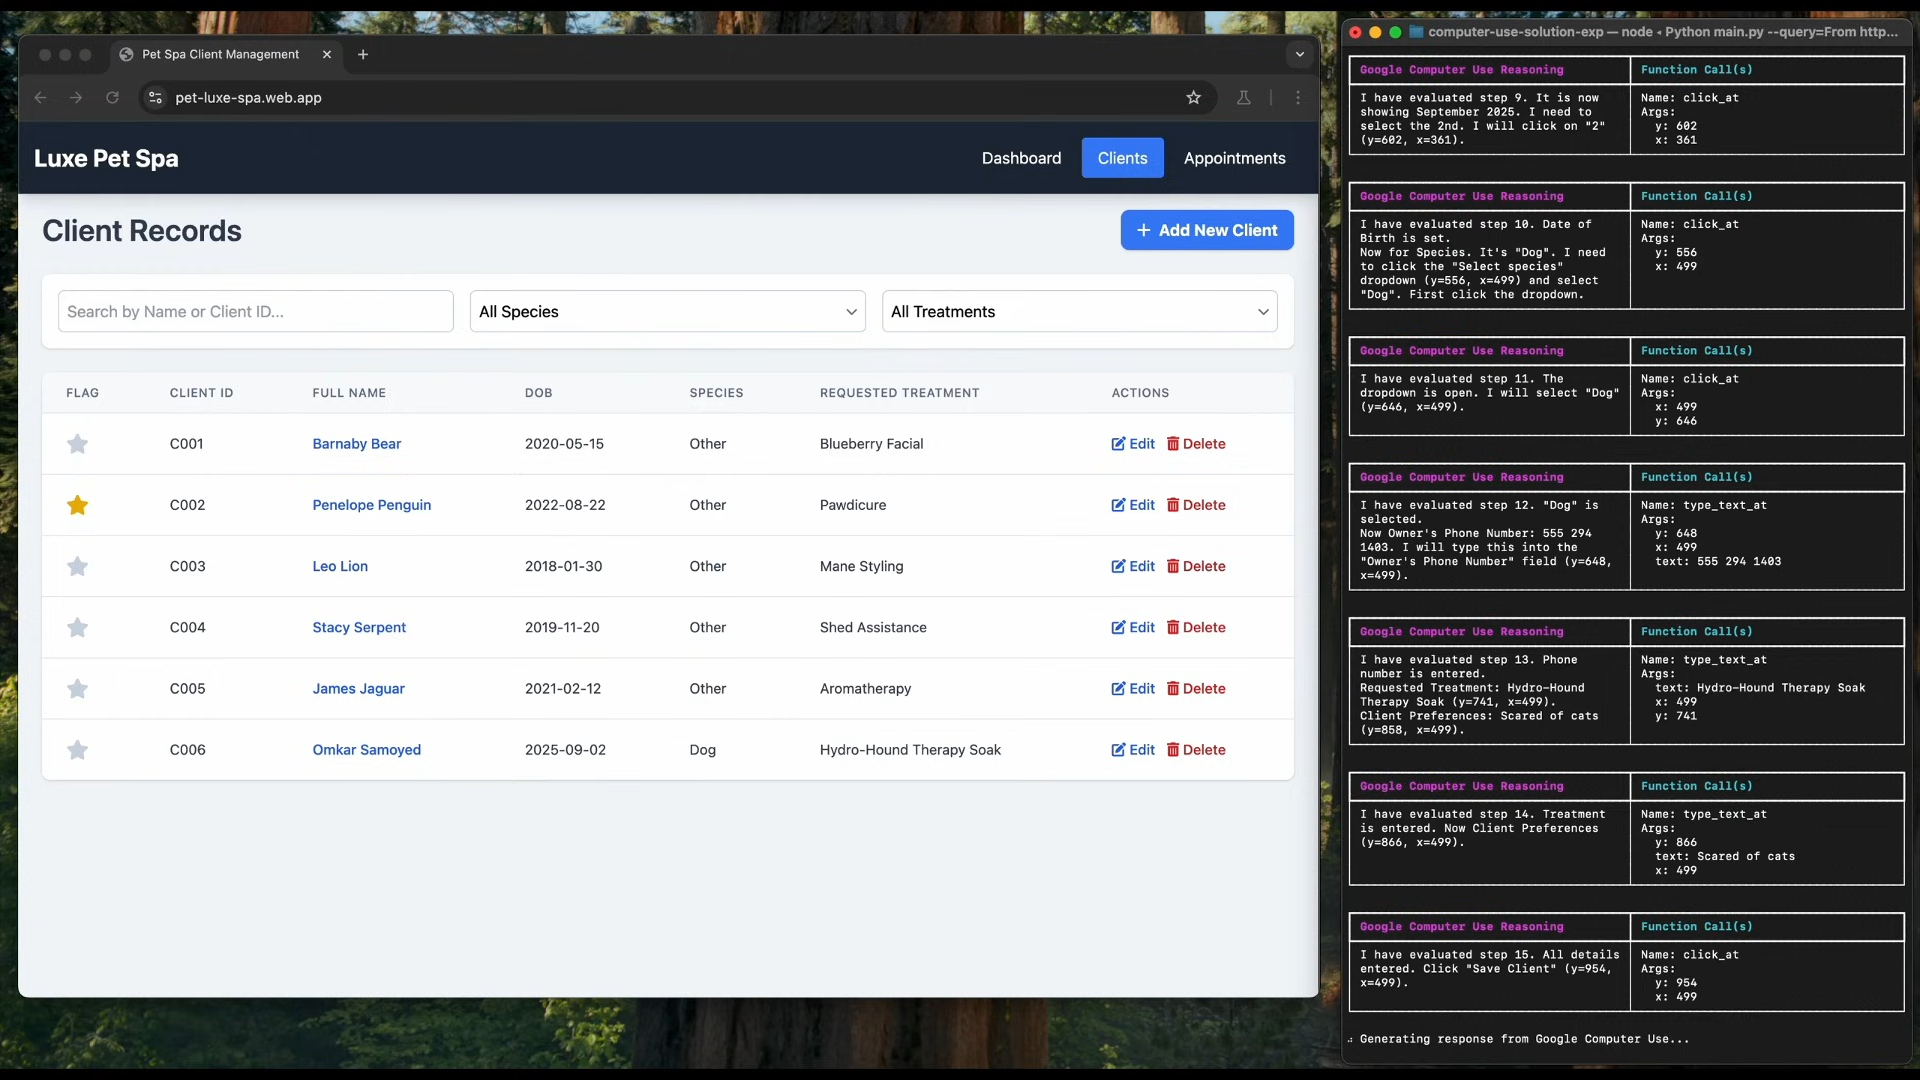 Pet Spa Client Management
pet-luxe-spa.web.app
Luxe Pet Spa
Dashboard
Clients
Appointments
Client Records
+ Add New Client
Search by Name or Client ID...
All Species
All Treatments
FLAG CLIENT ID FULL NAME DOB SPECIES REQUESTED TREATMENT ACTIONS
C001 Barnaby Bear 2020-05-15 Other Blueberry Facial Edit Delete
C002 Penelope Penguin 2022-08-22 Other Pawdicure Edit Delete
C003 Leo Lion 2018-01-30 Other Mane Styling Edit Delete
C004 Stacy Serpent 2019-11-20 Other Shed Assistance Edit Delete
C005 James Jaguar 2021-02-12 Other Aromatherapy Edit Delete
C006 Omkar Samoyed 2025-09-02 Dog Hydro-Hound Therapy Soak Edit Delete
computer-use-solution-exp — node ◂ Python main.py --query=From http...
Google Computer Use Reasoning
I have evaluated step 9. It is now
showing September 2025. I need to
select the 2nd. I will click on "2"
(y=602, x=361).
Function Call(s)
Name: click_at
Args:
y: 602
x: 361
Google Computer Use Reasoning
I have evaluated step 10. Date of
Birth is set.
Now for Species. It's "Dog". I need
to click the "Select species"
dropdown (y=556, x=499) and select
"Dog". First click the dropdown.
Function Call(s)
Name: click_at
Args:
y: 556
x: 499
Google Computer Use Reasoning
I have evaluated step 11. The
dropdown is open. I will select "Dog"
(y=646, x=499).
Function Call(s)
Name: click_at
Args:
x: 499
y: 646
Google Computer Use Reasoning
I have evaluated step 12. "Dog" is
selected.
Now Owner's Phone Number: 555 294
1403. I will type this into the
"Owner's Phone Number" field (y=648,
x=499).
Function Call(s)
Name: type_text_at
Args:
y: 648
x: 499
text: 555 294 1403
Google Computer Use Reasoning
I have evaluated step 13. Phone
number is entered.
Requested Treatment: Hydro-Hound
Therapy Soak (y=741, x=499).
Client Preferences: Scared of cats
(y=858, x=499).
Function Call(s)
Name: type_text_at
Args:
text: Hydro-Hound Therapy Soak
x: 499
y: 741
Google Computer Use Reasoning
I have evaluated step 14. Treatment
is entered. Now Client Preferences
(y=866, x=499).
Function Call(s)
Name: type_text_at
Args:
y: 866
text: Scared of cats
x: 499
Google Computer Use Reasoning
I have evaluated step 15. All details
entered. Click "Save Client" (y=954,
x=499).
Function Call(s)
Name: click_at
Args:
y: 954
x: 499
Generating response from Google Computer Use...